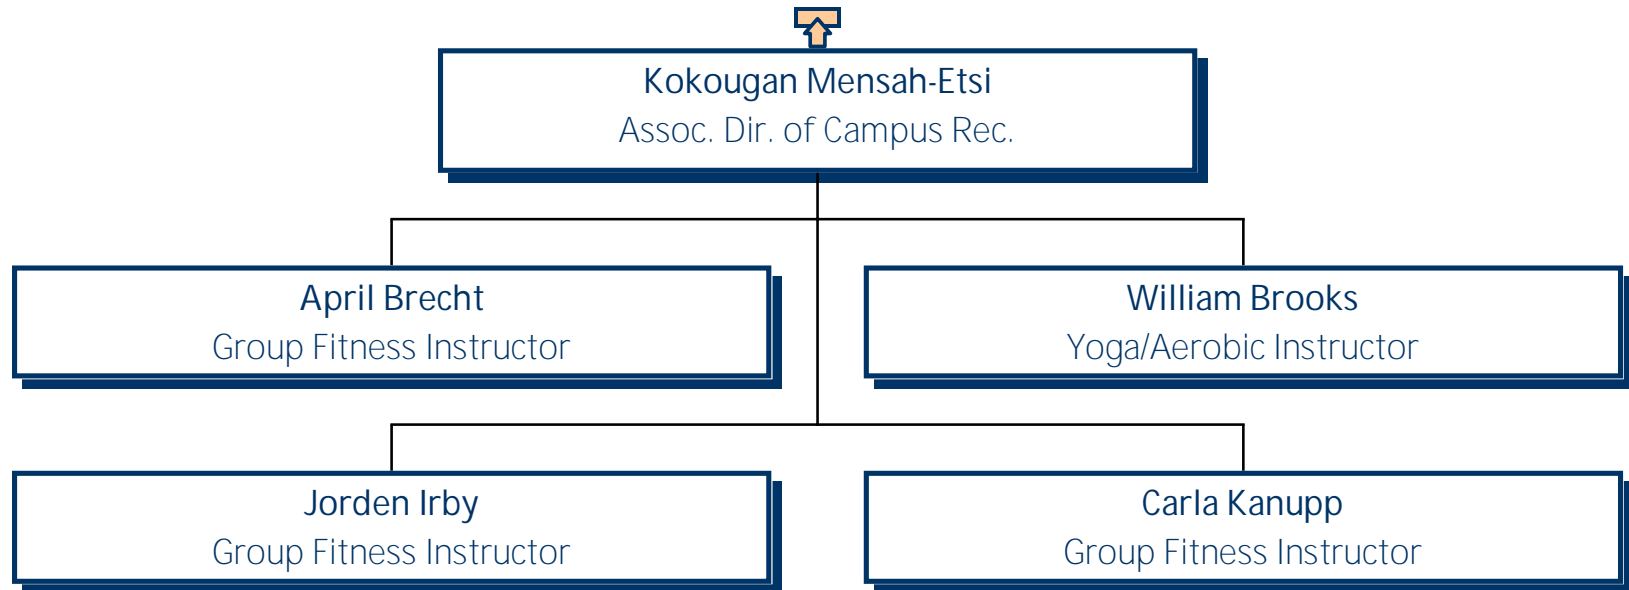 Kokougan Mensah-Etsi
Assoc. Dir. of Campus Rec.
April Brecht
Group Fitness Instructor
William Brooks
Yoga/Aerobic Instructor
Jorden Irby
Group Fitness Instructor
Carla Kanupp
Group Fitness Instructor